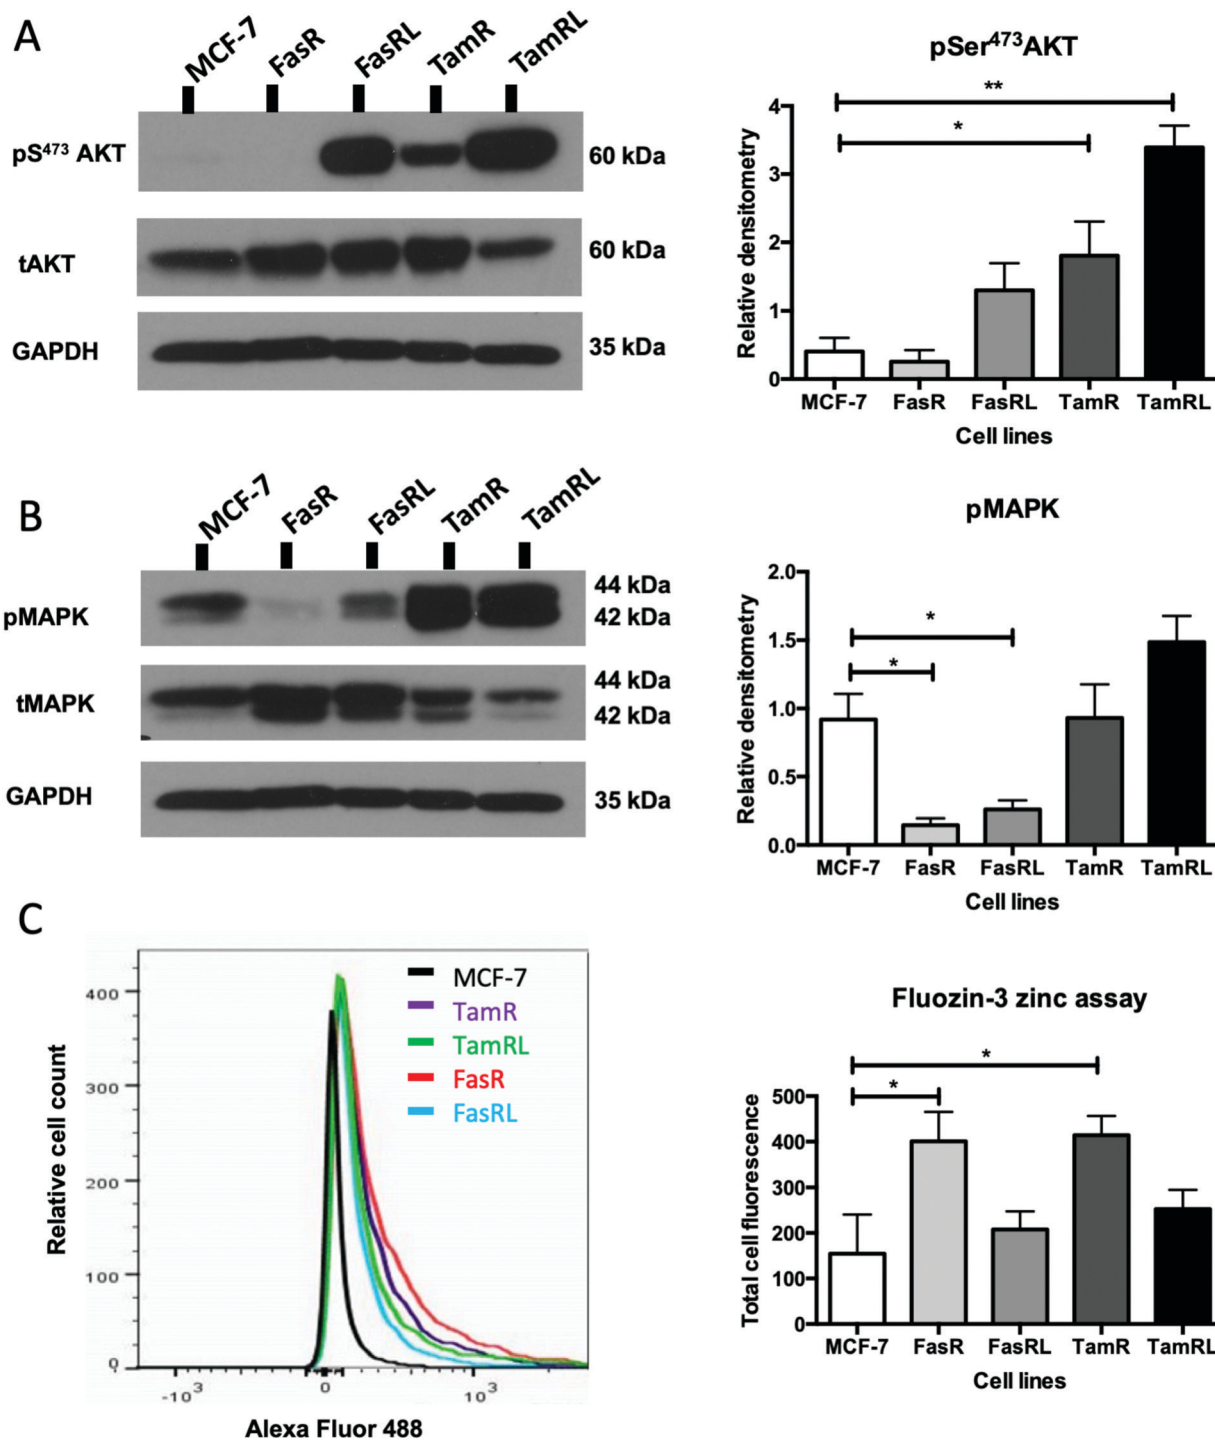 A
MCF-7
FasR
FasRL
TamR
TamRL
pS⁴⁷³ AKT
60 kDa
tAKT
60 kDa
GAPDH
35 kDa
pSer⁴⁷³AKT
**
*
Relative densitometry
4
3
2
1
0
MCF-7 FasR FasRL TamR TamRL
Cell lines
B
MCF-7
FasR
FasRL
TamR
TamRL
pMAPK
44 kDa
42 kDa
tMAPK
44 kDa
42 kDa
GAPDH
35 kDa
pMAPK
*
*
Relative densitometry
2.0
1.5
1.0
0.5
0.0
MCF-7 FasR FasRL TamR TamRL
Cell lines
C
Relative cell count
400
300
200
100
0
MCF-7
TamR
TamRL
FasR
FasRL
-10³ 0 10³
Alexa Fluor 488
Fluozin-3 zinc assay
*
*
Total cell fluorescence
500
400
300
200
100
0
MCF-7 FasR FasRL TamR TamRL
Cell lines